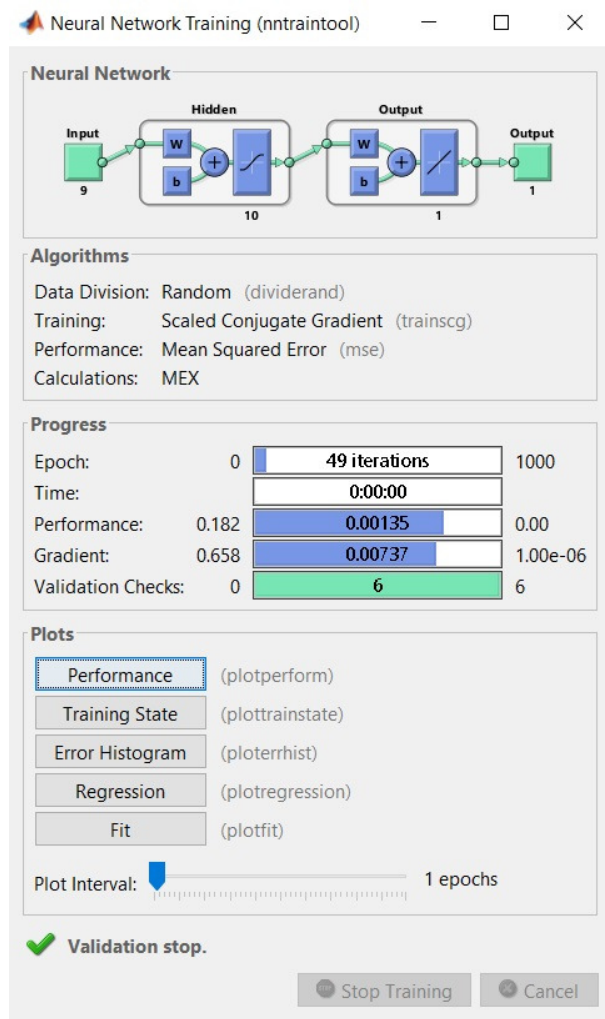 Neural Network Training (nntraintool)
Neural Network
Hidden Output
Input W b + W b + Output
9 10 1 1
Algorithms
Data Division: Random (dividerand)
Training: Scaled Conjugate Gradient (trainscg)
Performance: Mean Squared Error (mse)
Calculations: MEX
Progress
Epoch: 0 49 iterations 1000
Time: 0:00:00
Performance: 0.182 0.00135 0.00
Gradient: 0.658 0.00737 1.00e-06
Validation Checks: 0 6 6
Plots
Performance (plotperform)
Training State (plottrainstate)
Error Histogram (ploterrhist)
Regression (plotregression)
Fit (plotfit)
Plot Interval: 1 epochs
Validation stop.
Stop Training Cancel